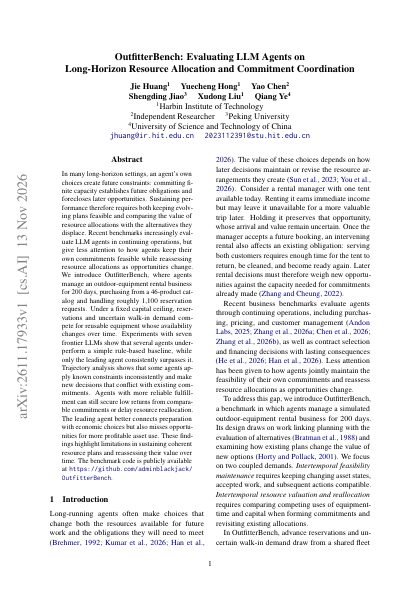 OutfitterBench: Evaluating LLM Agents on
Long-Horizon Resource Allocation and Commitment Coordination
Jie Huang¹ Yuecheng Hong¹ Yao Chen²
Shengding Jiao³ Xudong Liu¹ Qiang Ye⁴
¹Harbin Institute of Technology
²Independent Researcher ³Peking University
⁴University of Science and Technology of China
jhuang@ir.hit.edu.cn 2023112391@stu.hit.edu.cn
arXiv:2611.17933v1 [cs.AI] 13 Nov 2026
Abstract
In many long-horizon settings, an agent's own
choices create future constraints: committing fi-
nite capacity establishes future obligations and
forecloses later opportunities. Sustaining per-
formance therefore requires both keeping evolv-
ing plans feasible and comparing the value of
resource allocations with the alternatives they
displace. Recent benchmarks increasingly evalu-
ate LLM agents in continuing operations, but pay
give less attention to how agents keep their
own commitments feasible while reassessing
resource allocations as opportunities change.
We introduce OutfitterBench, where agents
manage an outdoor-equipment rental business
for 200 days, purchasing from a 46-product cat-
alog and handling roughly 1,100 reservation
requests. Under a fixed capital ceiling, reser-
vations and uncertain walk-in demand com-
pete for reusable equipment whose availability
changes over time. Experiments with seven
frontier LLMs show that several agents under-
perform a simple rule-based baseline, while
only the leading agent consistently surpasses it.
Trajectory analysis shows that some agents ap-
ply known constraints inconsistently and make
new decisions that conflict with existing com-
mitments. Agents with more reliable fulfill-
ment can still secure low returns from compa-
rable commitments or delay resource reallocation.
The leading agent better connects preparation
with economic choices but also misses opportu-
nities for more profitable asset use. These find-
ings highlight limitations in sustaining coherent
resource plans and reassessing their value over
time. The benchmark code is publicly available
at https://github.com/adminblackjack/
OutfitterBench.
1 Introduction
Long-running agents often make choices that
change both the resources available for future
work and the obligations they will need to meet
(Brehmer, 1992; Kumar et al., 2026; Han et al.,
2026). The value of these choices depends on how
later decisions maintain or revise the resource ar-
rangements they create (Sun et al., 2023; You et al.,
2026). Consider a rental manager with one tent
available today. Renting it earns immediate income
but may leave it unavailable for a more valuable
trip later. Holding it preserves that opportunity,
whose arrival and value remain uncertain. Once the
manager accepts a future booking, an intervening
rental also affects an existing obligation: serving
both customers requires enough time for the tent
to return, be cleaned, and become ready again. Later
rental decisions must therefore weigh new oppor-
tunities against the capacity needed for commitments
already made (Zhang and Cheung, 2022).
Recent benchmarks evaluate agents
through continuing operations, including purchas-
ing, pricing, and customer management (Andon
Labs, 2025; Zhang et al., 2026a; Chen et al., 2026;
Zhang et al., 2026b), as well as contract selection
and financing decisions with lasting consequences
(He et al., 2026; Han et al., 2026). Less attention
has been given to how agents jointly maintain the
feasibility of their own commitments and reassess
resource allocations as opportunities change.
To address this gap, we introduce OutfitterBench,
a benchmark in which agents manage a simulated
outdoor-equipment rental business for 200 days. Its
design draws on work linking planning with the
evaluation of alternatives (Bratman et al., 1988) and
examining how existing plans change the value of
new options (Horty and Pollack, 2001). We focus
on two coupled demands. Intertemporal feasibility
maintenance requires keeping changing asset states,
accepted work, and subsequent actions compatible.
Intertemporal resource valuation and reallocation
requires comparing competing uses of equipment-
time and capital when forming commitments and
revisiting existing allocations.
In OutfitterBench, advance reservations and un-
certain walk-in demand draw from a shared fleet
1